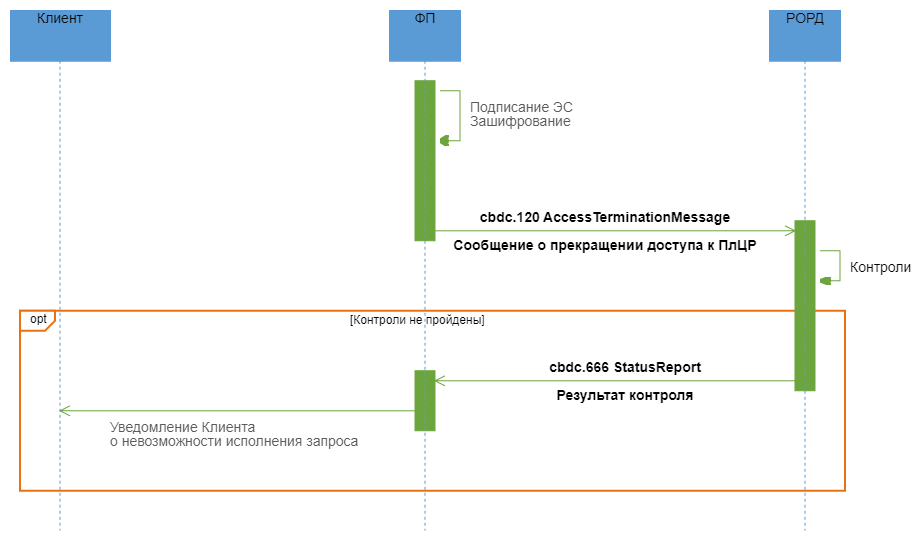 Клиент
ФП
РОРД
Подписание ЭС
Зашифрование
cbdc.120 AccessTerminationMessage
Сообщение о прекращении доступа к ПлЦР
Контроли
opt
[Контроли не пройдены]
cbdc.666 StatusReport
Результат контроля
Уведомление Клиента
о невозможности исполнения запроса